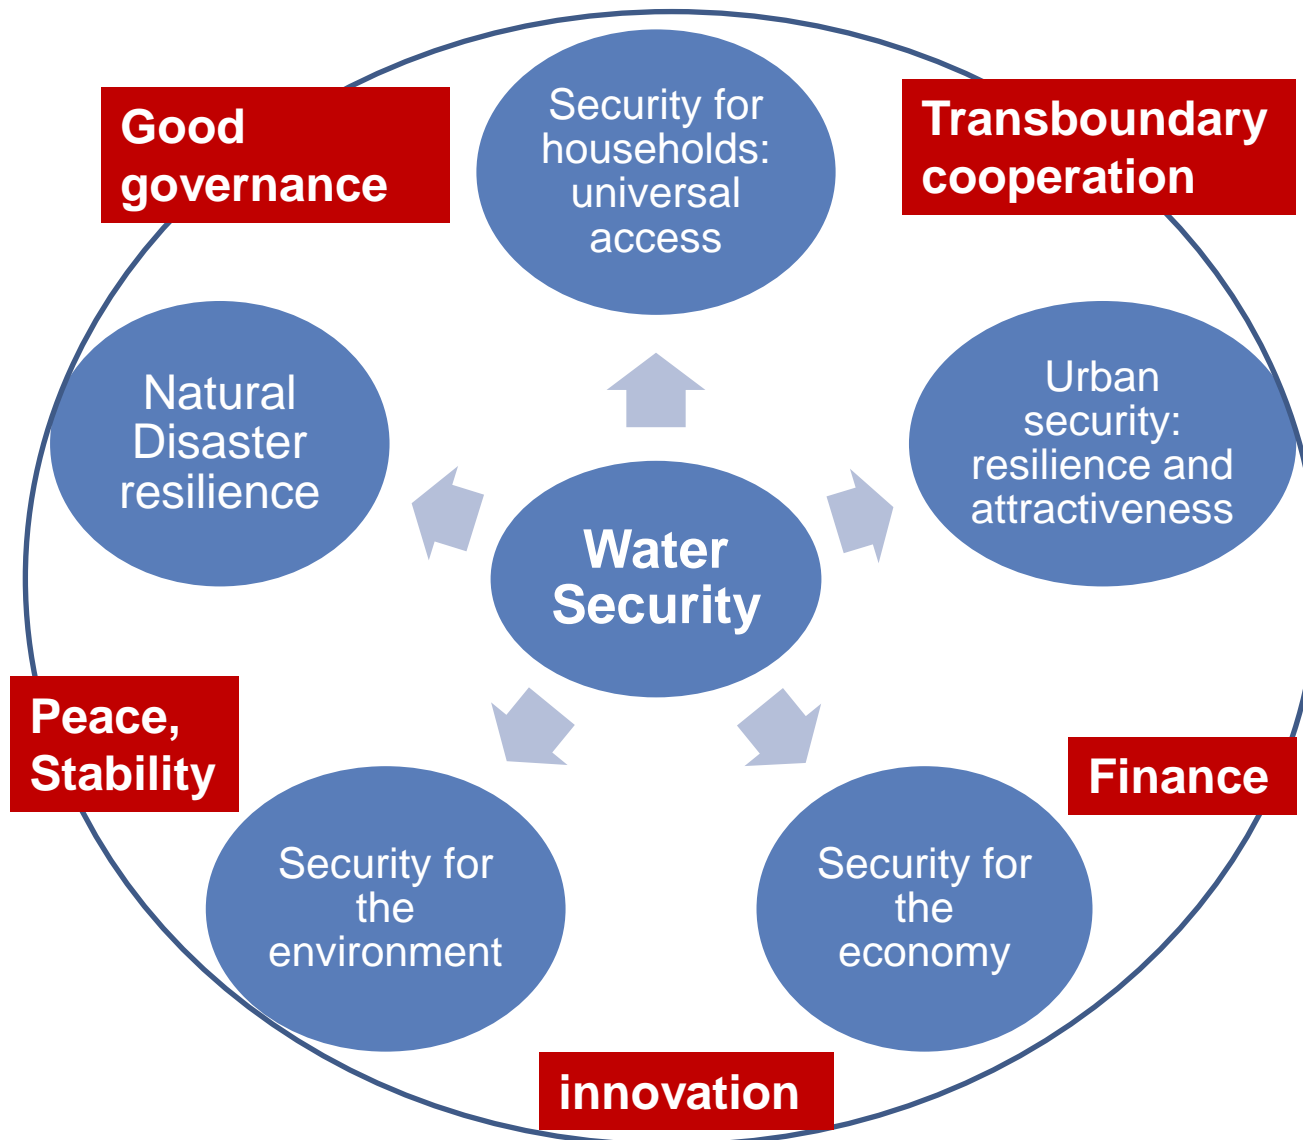 Good
governance
Security for
households:
universal
access
Transboundary
cooperation
Natural
Disaster
resilience
Urban
security:
resilience and
attractiveness
Water
Security
Peace,
Stability
Finance
Security for
the
environment
Security for
the
economy
innovation